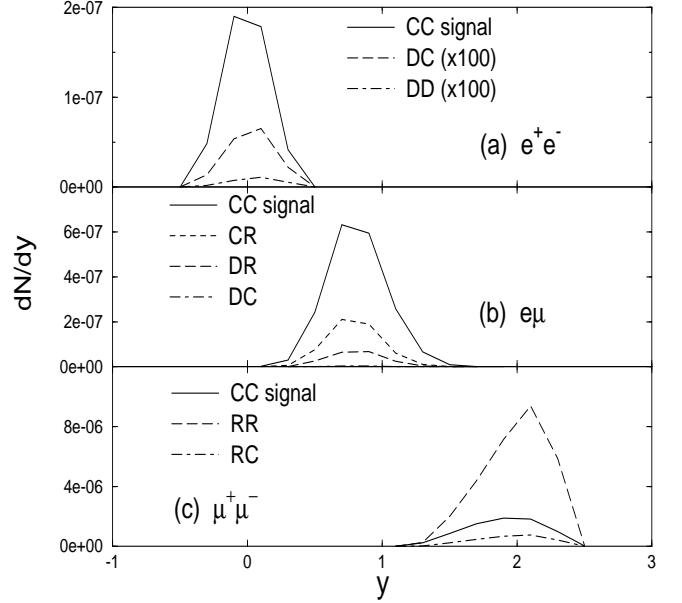 2e-07
CC signal
DC (x100)
DD (x100)
1e-07
(a) e⁺e⁻
0e+00
CC signal
6e-07
CR
DR
4e-07
DC
(b) eμ
2e-07
0e+00
CC signal
8e-06
RR
RC
4e-06
(c) μ⁺μ⁻
0e+00
-1 0 1 2 3
y
dN/dy